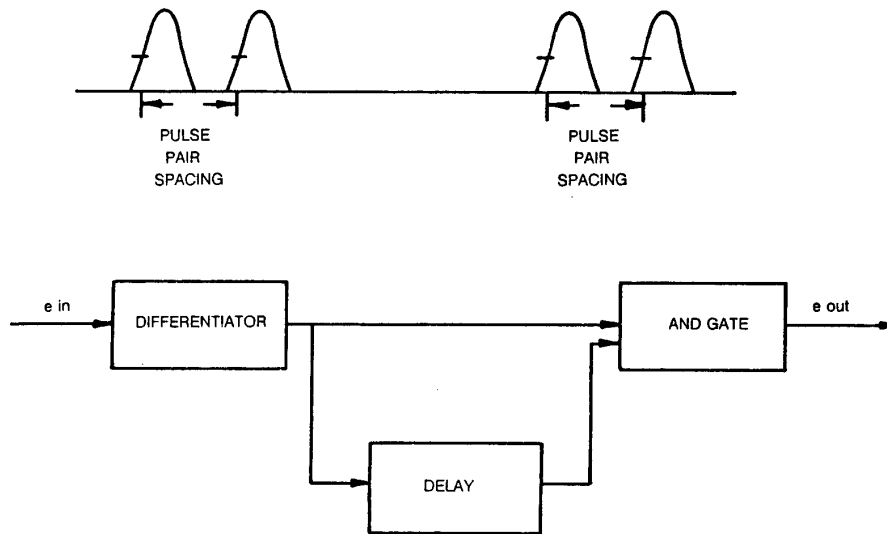 PULSE
PAIR
SPACING
PULSE
PAIR
SPACING
e in
DIFFERENTIATOR
AND GATE
e out
DELAY